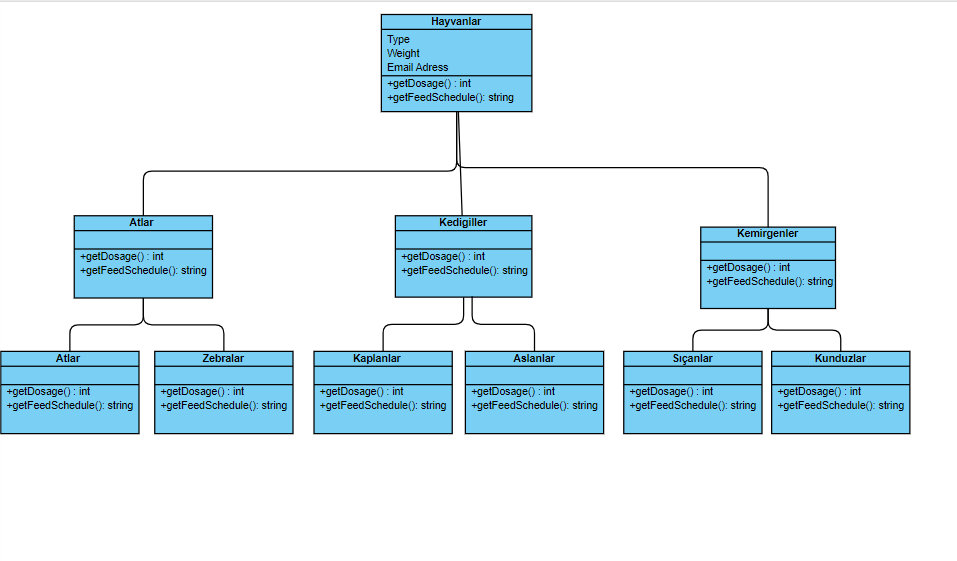 Hayvanlar
Type
Weight
Email Adress
+getDosage() : int
+getFeedSchedule(): string
Atlar
+getDosage() : int
+getFeedSchedule(): string
Kedigiller
+getDosage() : int
+getFeedSchedule(): string
Kemirgenler
+getDosage() : int
+getFeedSchedule(): string
Atlar
+getDosage() : int
+getFeedSchedule(): string
Zebralar
+getDosage() : int
+getFeedSchedule(): string
Kaplanlar
+getDosage() : int
+getFeedSchedule(): string
Aslanlar
+getDosage() : int
+getFeedSchedule(): string
Sıçanlar
+getDosage() : int
+getFeedSchedule(): string
Kunduzlar
+getDosage() : int
+getFeedSchedule(): string